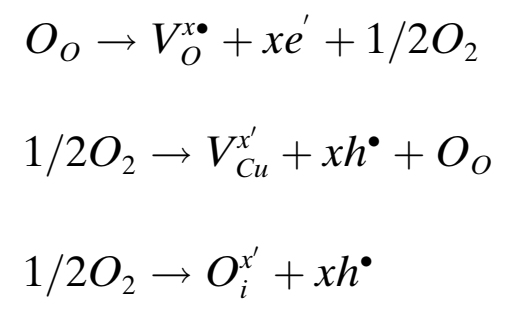 O_O → V_O^{x•} + xe^′ + 1/2O_2
1/2O_2 → V_{Cu}^{x′} + xh^• + O_O
1/2O_2 → O_i^{x′} + xh^•